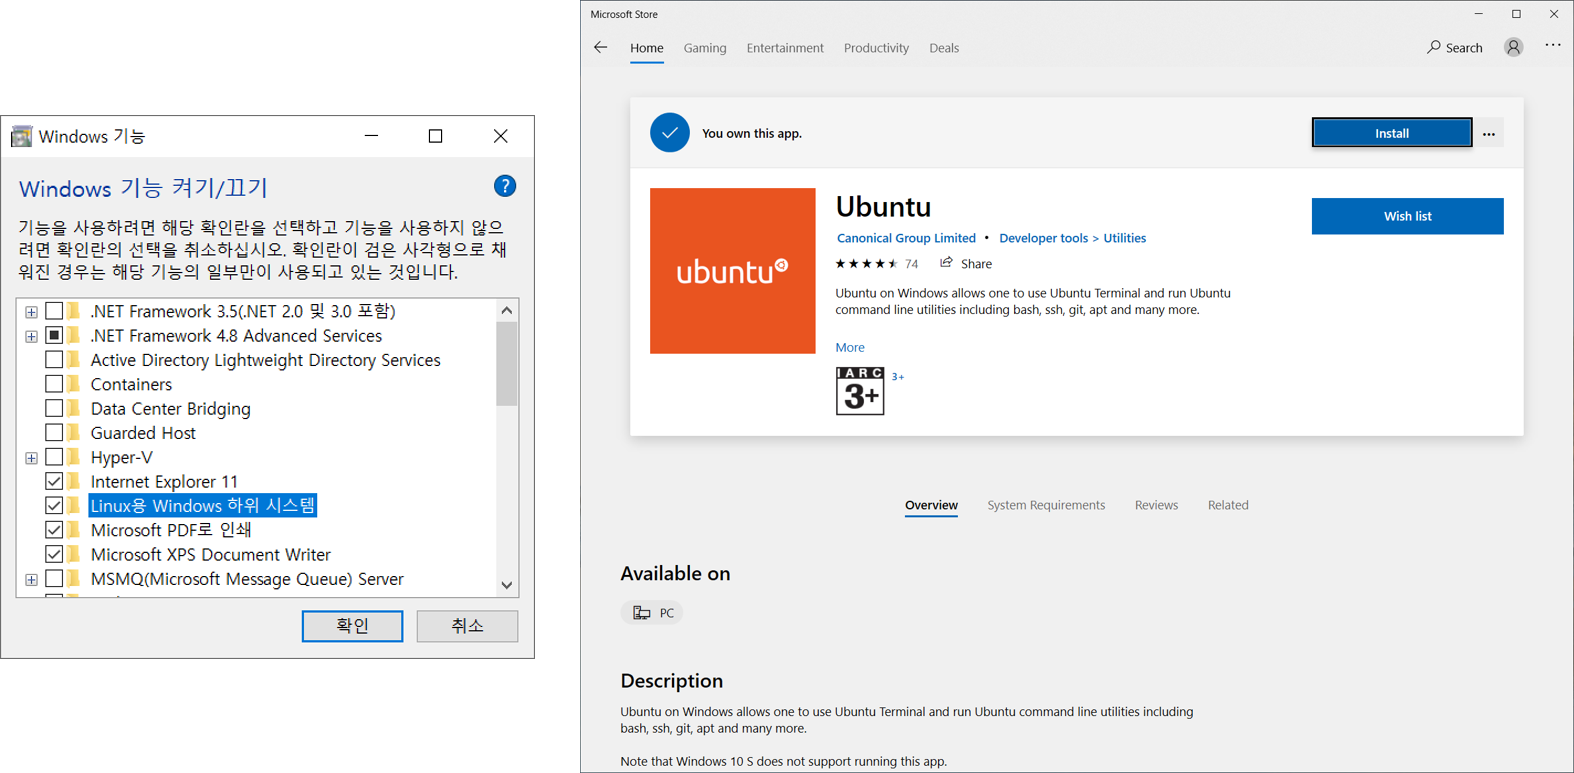 Windows 기능
Windows 기능 켜기/끄기
?
기능을 사용하려면 해당 확인란을 선택하고 기능을 사용하지 않으
려면 확인란의 선택을 취소하십시오. 확인란이 검은 사각형으로 채
워진 경우는 해당 기능의 일부만이 사용되고 있는 것입니다.
.NET Framework 3.5(.NET 2.0 및 3.0 포함)
.NET Framework 4.8 Advanced Services
Active Directory Lightweight Directory Services
Containers
Data Center Bridging
Guarded Host
Hyper-V
Internet Explorer 11
Linux용 Windows 하위 시스템
Microsoft PDF로 인쇄
Microsoft XPS Document Writer
MSMQ(Microsoft Message Queue) Server
확인 취소
Microsoft Store
Home Gaming Entertainment Productivity Deals Search
You own this app. Install
ubuntu
Ubuntu
Wish list
Canonical Group Limited • Developer tools > Utilities
74 Share
Ubuntu on Windows allows one to use Ubuntu Terminal and run Ubuntu
command line utilities including bash, ssh, git, apt and many more.
More
IARC
3+
3+
Overview System Requirements Reviews Related
Available on
PC
Description
Ubuntu on Windows allows one to use Ubuntu Terminal and run Ubuntu command line utilities including
bash, ssh, git, apt and many more.
Note that Windows 10 S does not support running this app.